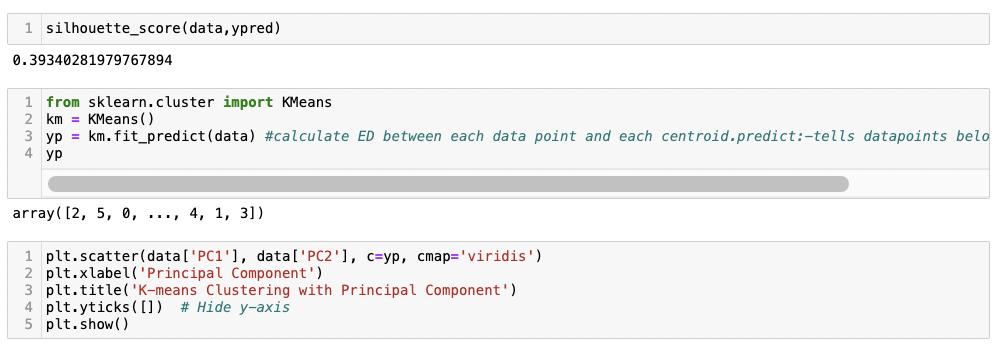 1 silhouette_score(data,ypred)
0.39340281979767894
1 from sklearn.cluster import KMeans
2 km = KMeans()
3 yp = km.fit_predict(data) #calculate ED between each data point and each centroid.predict:-tells datapoints belo
4 yp
array([2, 5, 0, ..., 4, 1, 3])
1 plt.scatter(data['PC1'], data['PC2'], c=yp, cmap='viridis')
2 plt.xlabel('Principal Component')
3 plt.title('K-means Clustering with Principal Component')
4 plt.yticks([])  # Hide y-axis
5 plt.show()